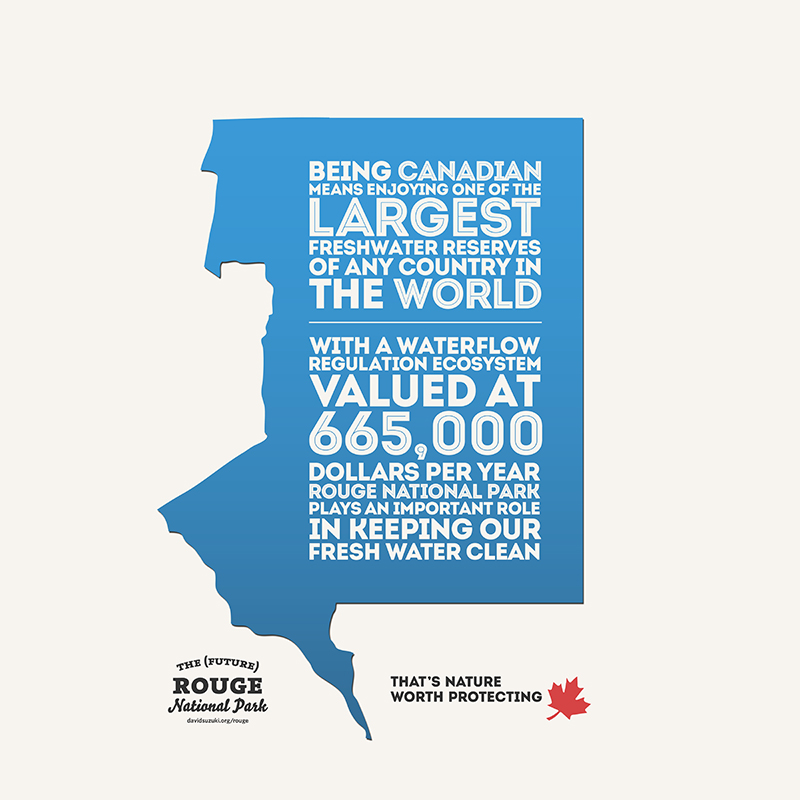 BEING CANADIAN
MEANS ENJOYING ONE OF THE
LARGEST
FRESHWATER RESERVES
OF ANY COUNTRY IN
THE WORLD
WITH A WATERFLOW
REGULATION ECOSYSTEM
VALUED AT
665,000
DOLLARS PER YEAR
ROUGE NATIONAL PARK
PLAYS AN IMPORTANT ROLE
IN KEEPING OUR
FRESH WATER CLEAN
THE (FUTURE)
ROUGE
National Park
davidsuzuki.org/rouge
THAT'S NATURE
WORTH PROTECTING